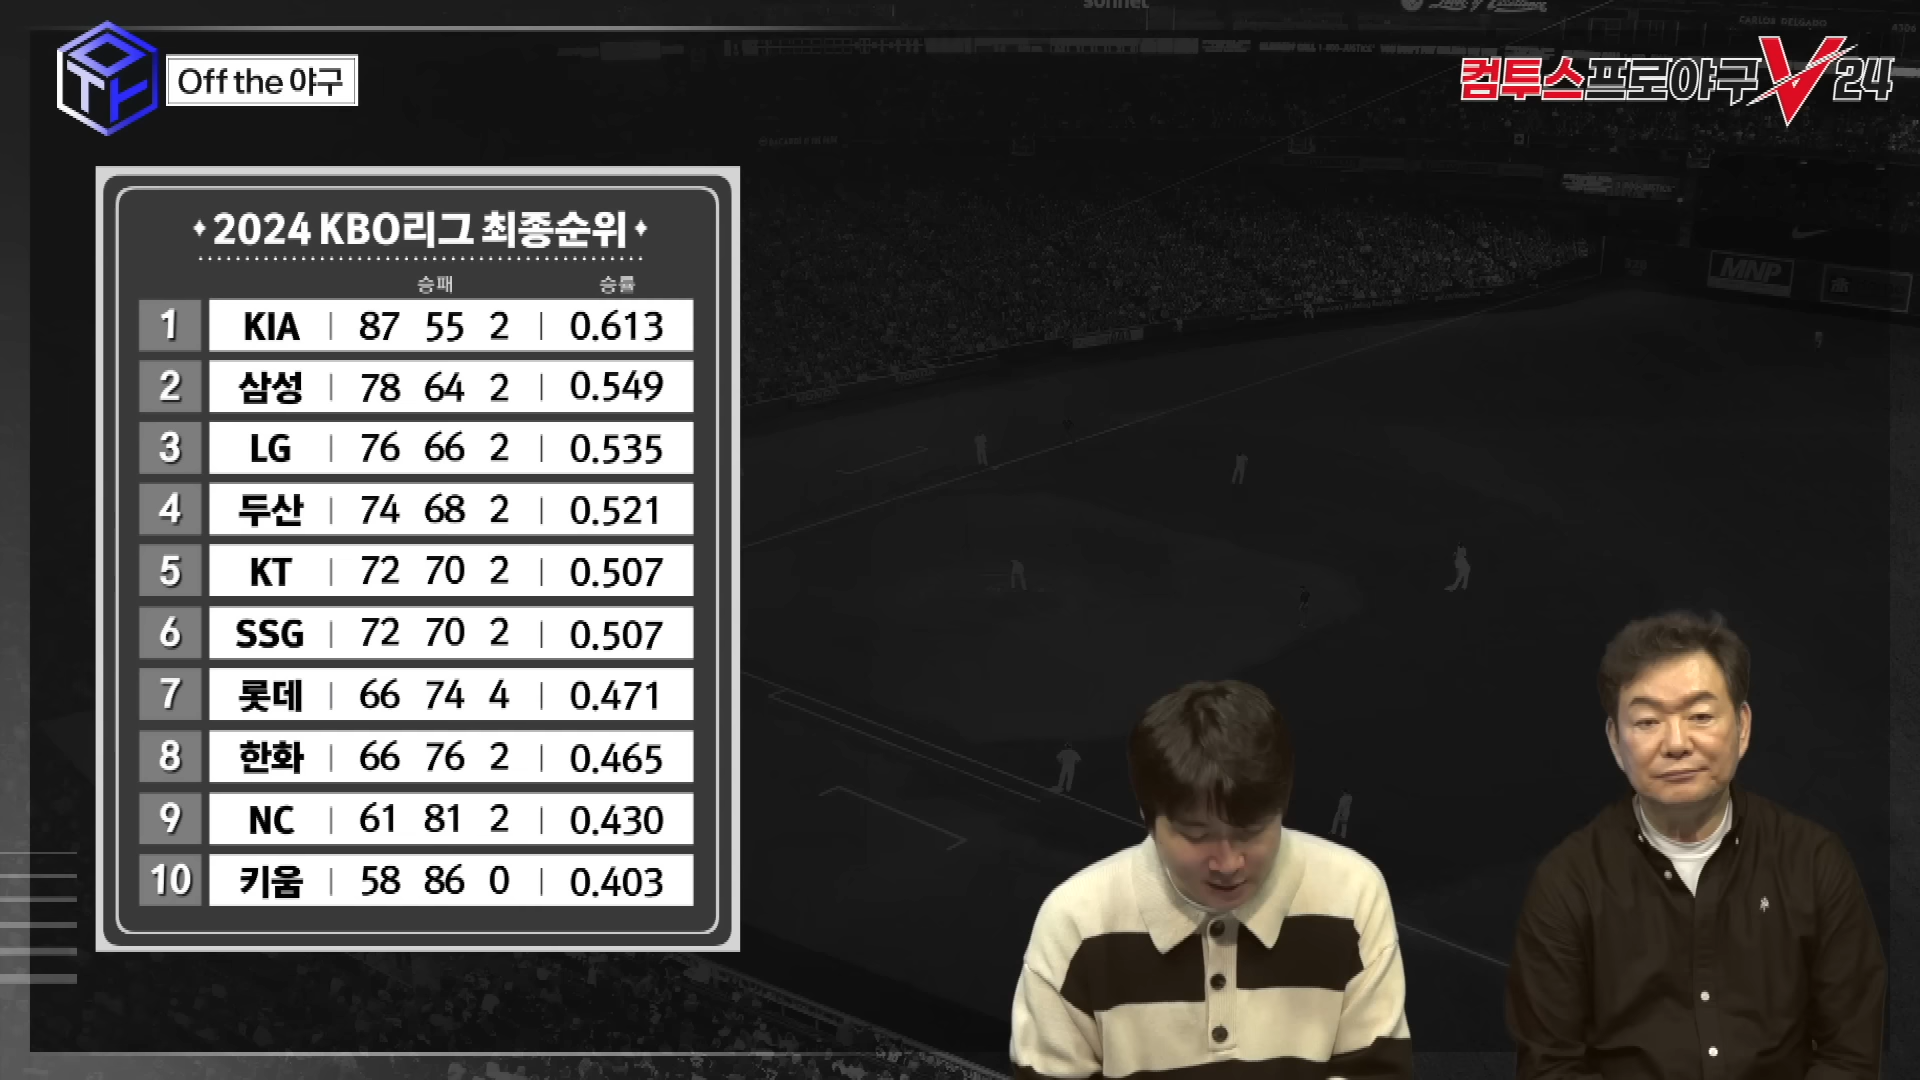 Off the 야구
컴투스프로야구 V24
2024 KBO리그 최종순위
승패 승률
1 KIA 87 55 2 0.613
2 삼성 78 64 2 0.549
3 LG 76 66 2 0.535
4 두산 74 68 2 0.521
5 KT 72 70 2 0.507
6 SSG 72 70 2 0.507
7 롯데 66 74 4 0.471
8 한화 66 76 2 0.465
9 NC 61 81 2 0.430
10 키움 58 86 0 0.403
MNP
CARLOS DELGADO